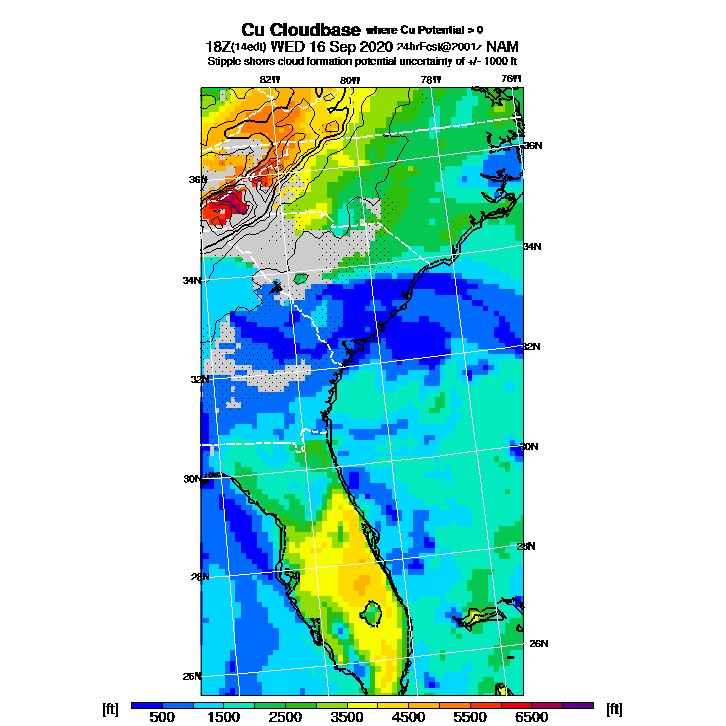 Cu Cloudbase where Cu Potential > 0
18Z(14edt) WED 16 Sep 2020 24hrFcst@2001z NAM
Stipple shows cloud formation potential uncertainty of +/- 1000 ft
82W 80W 78W 76W
36N
36N
34N
34N
32N
32N
30N
30N
28N
28N
26N
26N
[ft] 500 1500 2500 3500 4500 5500 6500 [ft]